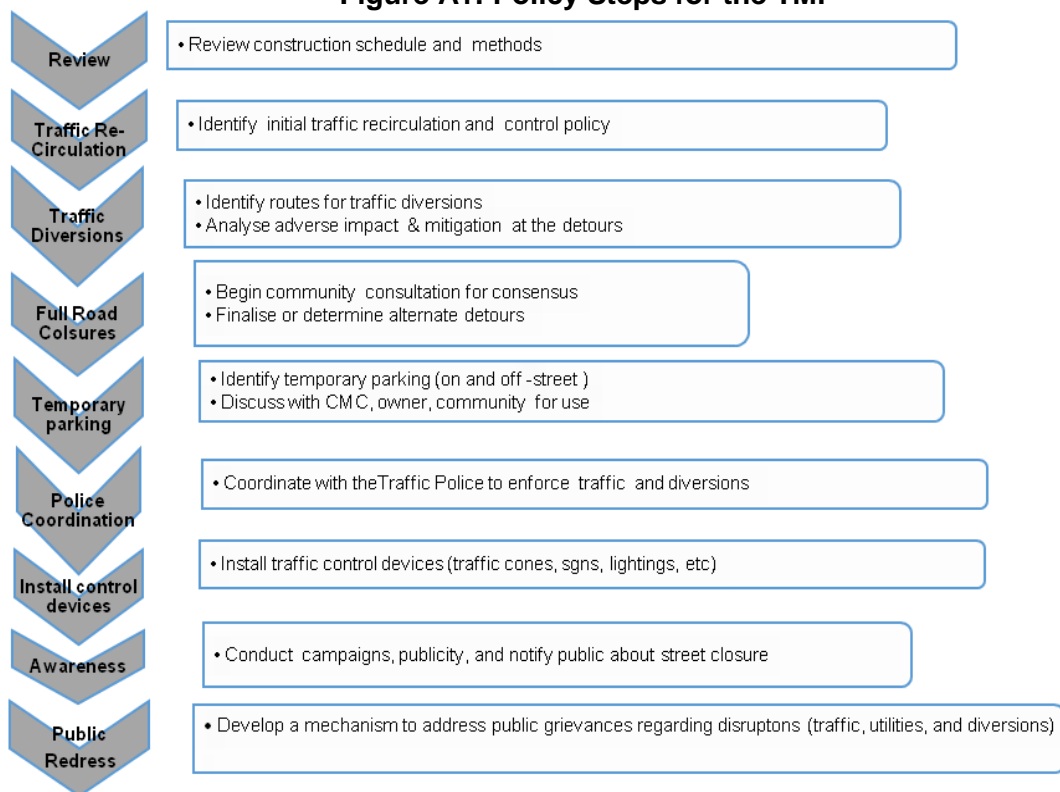 Figure A1: Policy Steps for the TMP
Review
• Review construction schedule and methods
Traffic Re-
Circulation
• Identify initial traffic recirculation and control policy
Traffic
Diversions
• Identify routes for traffic diversions
• Analyse adverse impact & mitigation at the detours
Full Road
Colsures
• Begin community consultation for consensus
• Finalise or determine alternate detours
Temporary
parking
• Identify temporary parking (on and off -street )
• Discuss with CMC, owner, community for use
Police
Coordination
• Coordinate with theTraffic Police to enforce traffic and diversions
Install control
devices
• Install traffic control devices (traffic cones, sgns, lightings, etc)
Awareness
• Conduct campaigns, publicity, and notify public about street closure
Public
Redress
• Develop a mechanism to address public grievances regarding disruptons (traffic, utilities, and diversions)